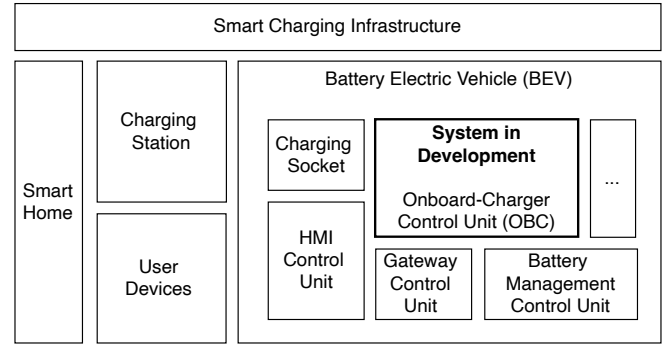 Smart Charging Infrastructure
Smart
Home
Charging
Station
User
Devices
Battery Electric Vehicle (BEV)
Charging
Socket
HMI
Control
Unit
System in
Development
Onboard-Charger
Control Unit (OBC)
...
Gateway
Control
Unit
Battery
Management
Control Unit